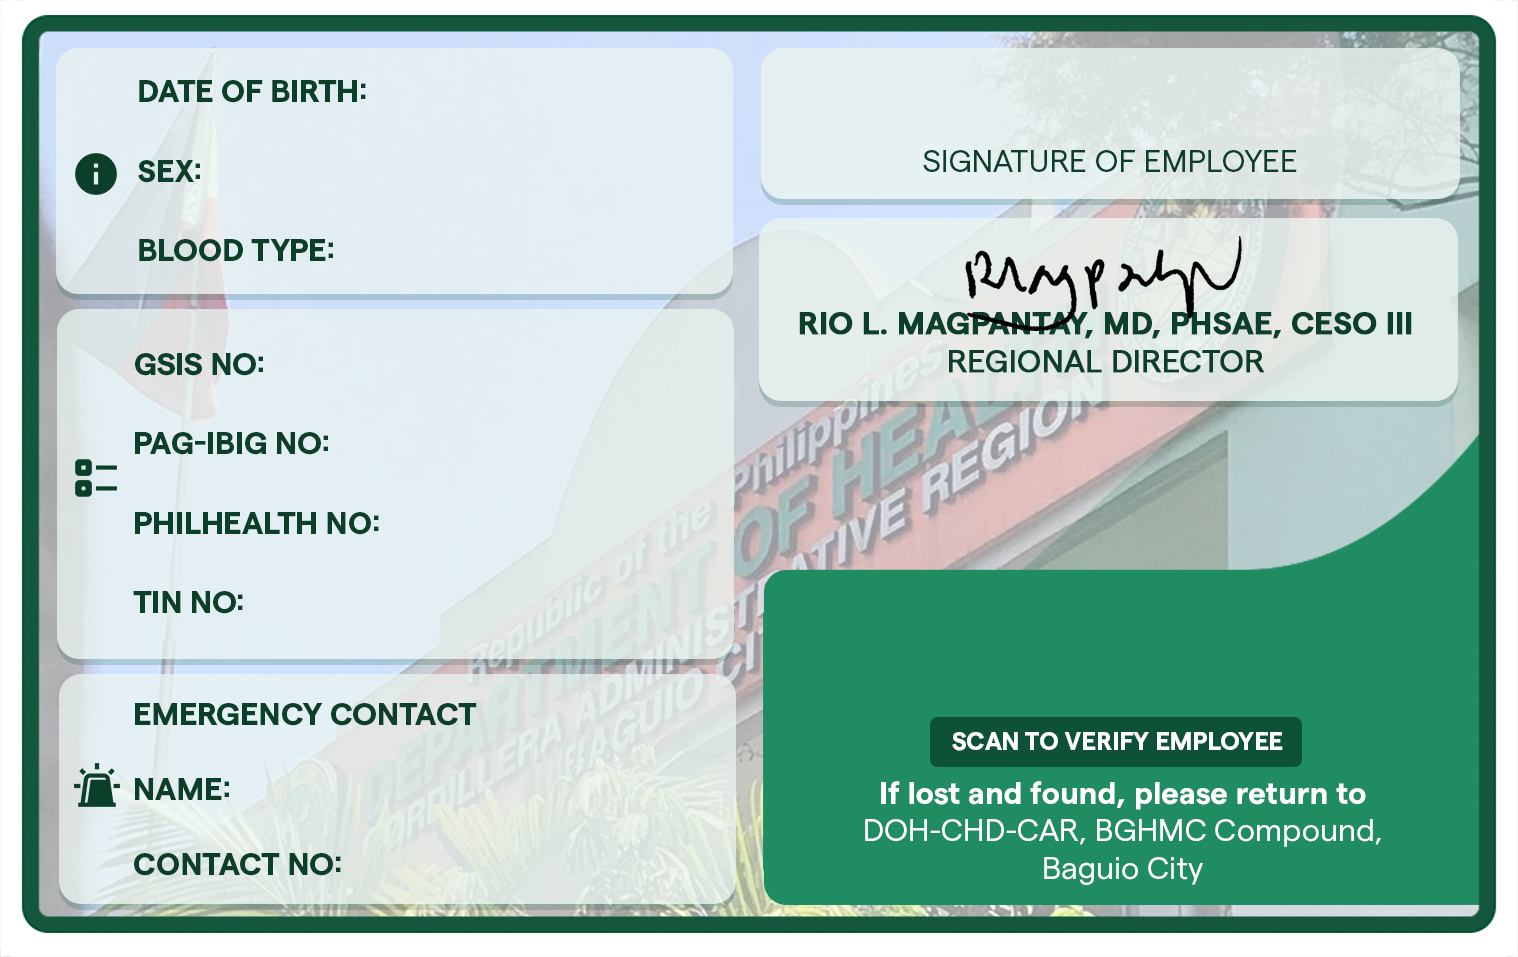 DATE OF BIRTH:
SEX:
BLOOD TYPE:
GSIS NO:
PAG-IBIG NO:
PHILHEALTH NO:
TIN NO:
EMERGENCY CONTACT
NAME:
CONTACT NO:
SIGNATURE OF EMPLOYEE
RIO L. MAGPANTAY, MD, PHSAE, CESO III
REGIONAL DIRECTOR
Republic of the Philippines
DEPARTMENT OF HEALTH
CORDILLERA ADMINISTRATIVE REGION
BAGUIO CI
SCAN TO VERIFY EMPLOYEE
If lost and found, please return to
DOH-CHD-CAR, BGHMC Compound,
Baguio City